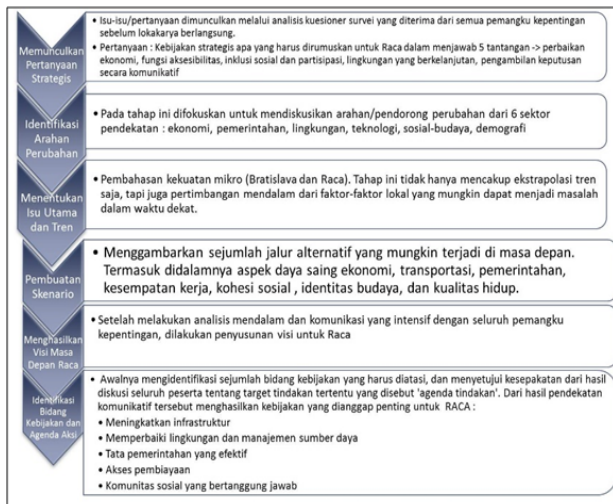 Memunculkan
Pertanyaan
Strategis
• Isu-isu/pertanyaan dimunculkan melalui analisis kuesioner survei yang diterima dari semua pemangku kepentingan
sebelum lokakarya berlangsung.
• Pertanyaan : Kebijakan strategis apa yang harus dirumuskan untuk Raca dalam menjawab 5 tantangan -> perbaikan
ekonomi, fungsi aksesibilitas, inklusi sosial dan partisipasi, lingkungan yang berkelanjutan, pengambilan keputusan
secara komunikatif
Identifikasi
Arahan
Perubahan
• Pada tahap ini difokuskan untuk mendiskusikan arahan/pendorong perubahan dari 6 sektor
pendekatan : ekonomi, pemerintahan, lingkungan, teknologi, sosial-budaya, demografi
Menentukan
Isu Utama
dan Tren
• Pembahasan kekuatan mikro (Bratislava dan Raca). Tahap ini tidak hanya mencakup ekstrapolasi tren
saja, tapi juga pertimbangan mendalam dari faktor-faktor lokal yang mungkin dapat menjadi masalah
dalam waktu dekat.
Pembuatan
Skenario
• Menggambarkan sejumlah jalur alternatif yang mungkin terjadi di masa depan.
Termasuk didalamnya aspek daya saing ekonomi, transportasi, pemerintahan,
kesempatan kerja, kohesi sosial , identitas budaya, dan kualitas hidup.
Menghasilkan
Visi Masa
Depan Raca
• Setelah melakukan analisis mendalam dan komunikasi yang intensif dengan seluruh pemangku
kepentingan, dilakukan penyusunan visi untuk Raca
Identifikasi
Bidang
Kebijakan dan
Agenda Aksi
• Awalnya mengidentifikasi sejumlah bidang kebijakan yang harus diatasi, dan menyetujui kesepakatan dari hasil
diskusi seluruh peserta tentang target tindakan tertentu yang disebut 'agenda tindakan'. Dari hasil pendekatan
komunikatif tersebut menghasilkan kebijakan yang dianggap penting untuk RACA :
• Meningkatkan infrastruktur
• Memperbaiki lingkungan dan manajemen sumber daya
• Tata pemerintahan yang efektif
• Akses pembiayaan
• Komunitas sosial yang bertanggung jawab